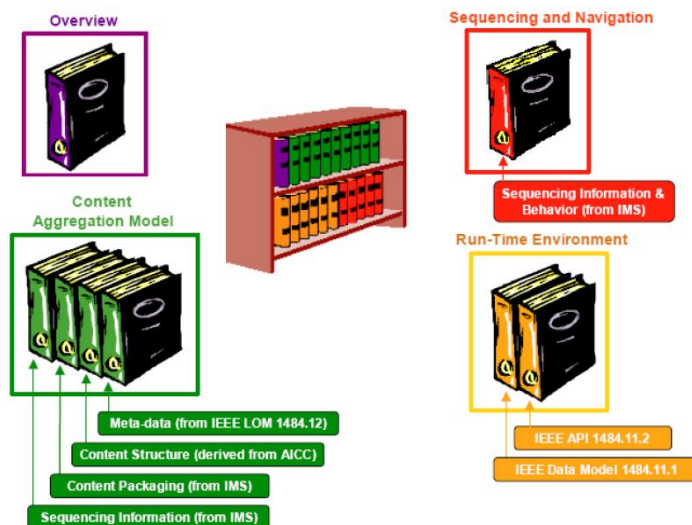 Overview
Sequencing and Navigation
Sequencing Information &
Behavior (from IMS)
Content
Aggregation Model
Run-Time Environment
Meta-data (from IEEE LOM 1484.12)
Content Structure (derived from AICC)
Content Packaging (from IMS)
Sequencing Information (from IMS)
IEEE API 1484.11.2
IEEE Data Model 1484.11.1